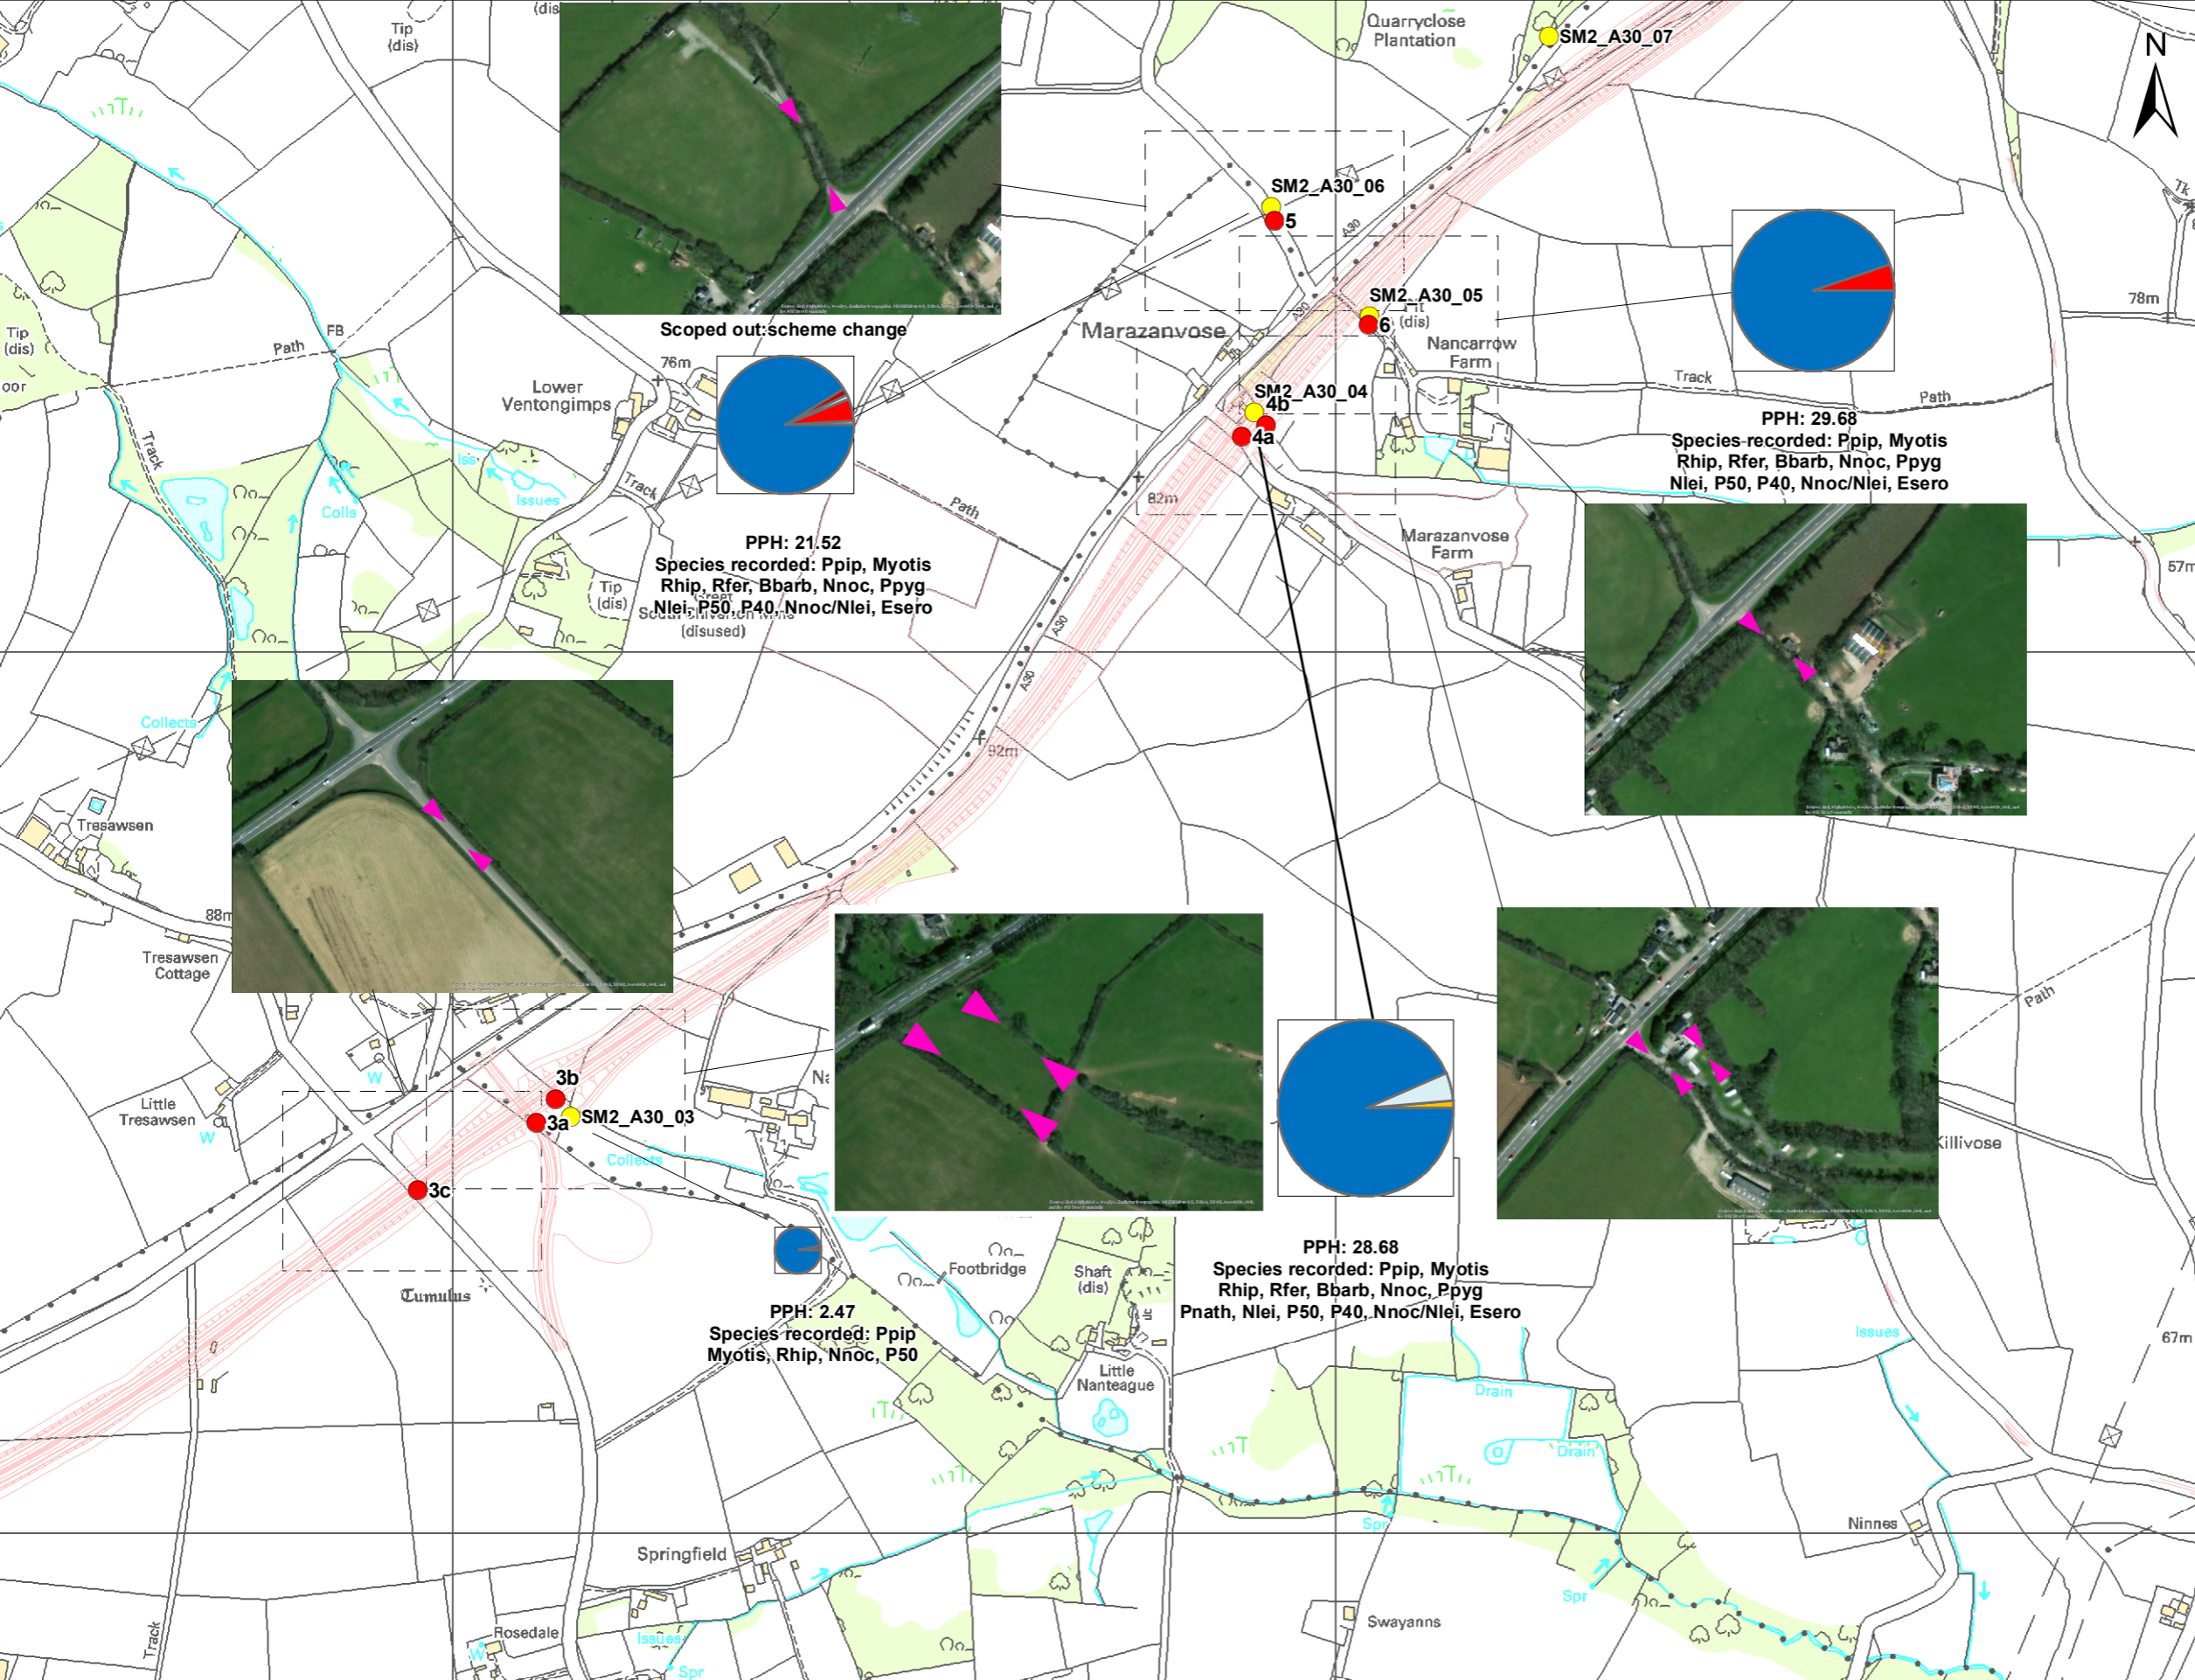 Tip
(dis)
(dis
Quarryclose
Plantation
SM2_A30_07
N
SM2_A30_06
5
A30
Scoped out:scheme change
SM2_A30_05
6
(dis)
A30
Marazanvose
Nancarrow
Farm
78m
Tip
(dis)
oor
FB
Path
76m
Lower
Ventongimps
SM2_A30_04
4b
4a
Track
Path
PPH: 29.68
Species recorded: Ppip, Myotis
Rhip, Rfer, Bbarb, Nnoc, Ppyg
Nlei, P50, P40, Nnoc/Nlei, Esero
Track
Iss
Issues
Colls
Track
Path
82m
PPH: 21.52
Species recorded: Ppip, Myotis
Rhip, Rfer, Bbarb, Nnoc, Ppyg
Nlei, P50, P40, Nnoc/Nlei, Esero
Tip
(dis)
(disused)
Marazanvose
Farm
57m
A30
A30
Collects
92m
Tresawsen
88m
Tresawsen
Cottage
Path
W
3b
3a
SM2_A30_03
Little
Tresawsen
W
Collects
Killivose
3c
Tumulus
Footbridge
Shaft
(dis)
PPH: 28.68
Species recorded: Ppip, Myotis
Rhip, Rfer, Bbarb, Nnoc, Ppyg
Pnath, Nlei, P50, P40, Nnoc/Nlei, Esero
PPH: 2.47
Species recorded: Ppip
Myotis, Rhip, Nnoc, P50
Issues
67m
Little
Nanteague
Drain
Drain
Spr
Ninnes
Springfield
Spr
Swayanns
Track
Rosedale
W
Issues
Spr